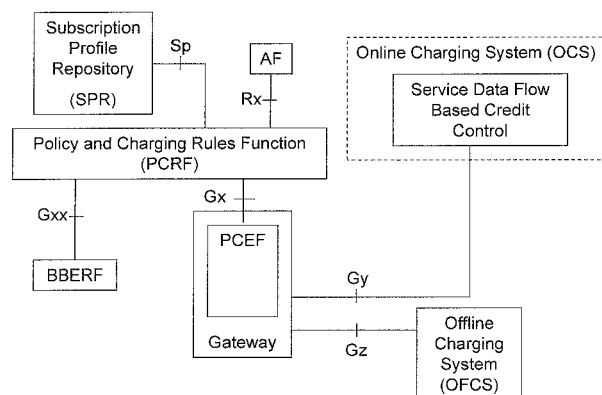 Subscription
Profile
Repository
(SPR)
Sp
AF
Rx
Online Charging System (OCS)
Service Data Flow
Based Credit
Control
Policy and Charging Rules Function
(PCRF)
Gxx
Gx
BBERF
PCEF
Gateway
Gy
Gz
Offline
Charging
System
(OFCS)